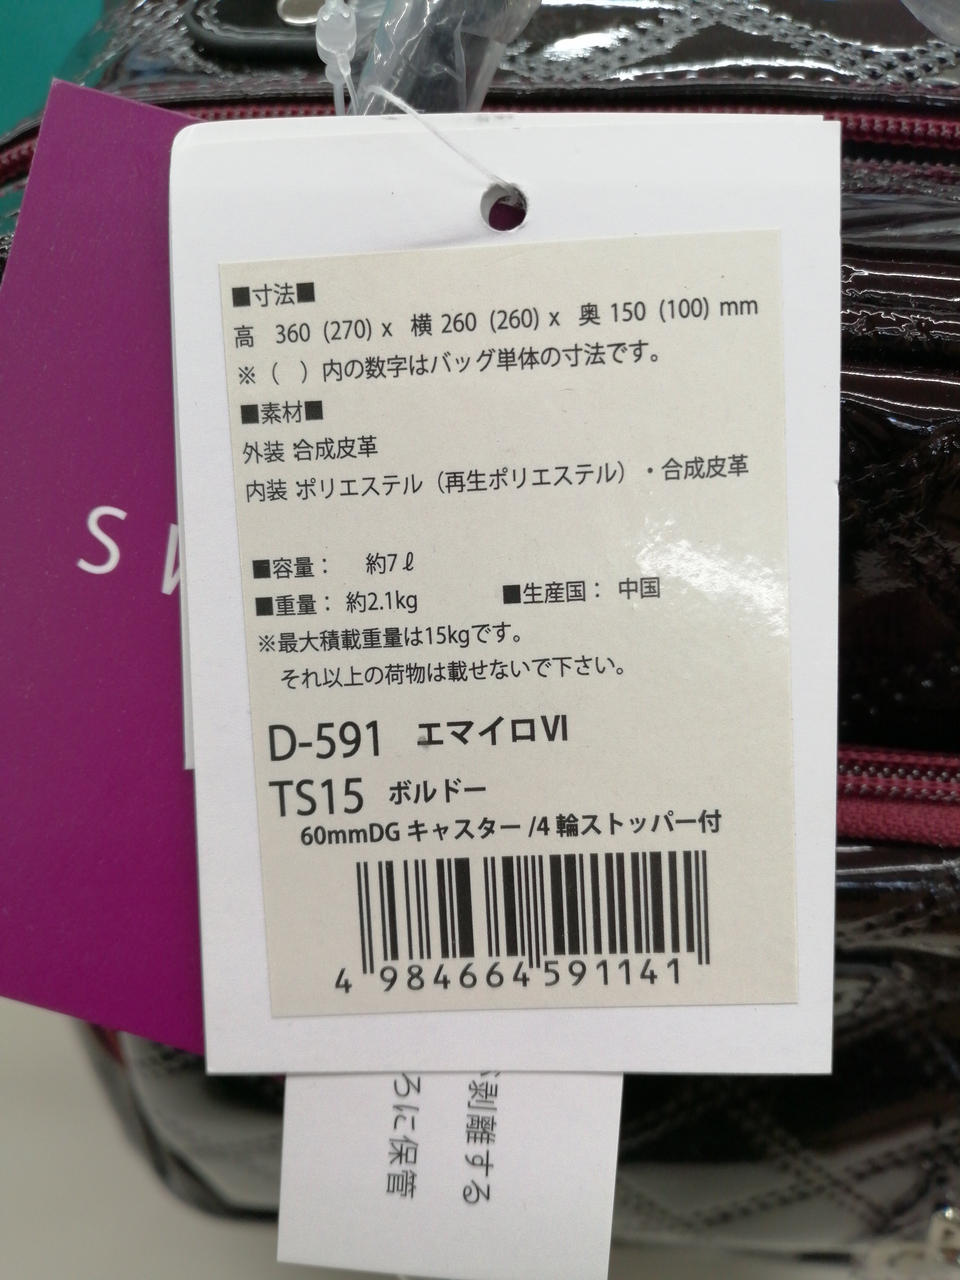 ■寸法■
高 360 (270) x 横 260 (260) x 奥 150 (100) mm
※（ ）内の数字はバッグ単体の寸法です。
■素材■
外装:合成皮革
内装:ポリエステル（再生ポリエステル）・合成皮革
■容量： 約7ℓ
■重量： 約2.1kg ■生産国： 中国
※最大積載重量は15kgです。
それ以上の荷物は載せないで下さい。
D-591 エマイロⅥ
TS15 ボルドー
60mmDG キャスター /4 輪ストッパー付
4 984664 591141
S
剥離する
ろに保管